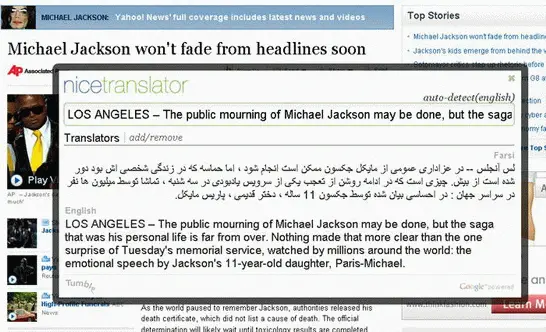 MICHAEL JACKSON: Yahoo! News' full coverage includes latest news and videos
Top Stories
Michael Jackson won't fade from headlines soon
Michael Jackson won't fade from headlines
Jackson's kids emerge from behind the v
AP Associated
nicetranslator
auto-detect(english)
LOS ANGELES – The public mourning of Michael Jackson may be done, but the saga
Translators | add/remove
Farsi
لس آنجلس -- در عزاداری عمومی از مایکل جکسون ممکن است انجام شود ، اما حماسه که در زندگی شخصی اش بود دور
شده است از بیش. چیزی است که در ادامه روشن از تعجب یکی از سرویس یادبودی در سه شنبه ، تماشا توسط میلیون ها نفر
در سراسر جهان : در احساسی بیان شده توسط جکسون 11 ساله ، دختر قدیمی ، پاریس مایکل.
English
LOS ANGELES – The public mourning of Michael Jackson may be done, but the saga
that was his personal life is far from over. Nothing made that more clear than the one
surprise of Tuesday's memorial service, watched by millions around the world: the
emotional speech by Jackson's 11-year-old daughter, Paris-Michael.
Google powered
Play Vi
As the world paused to remember Jackson, authorities released his
death certificate, which did not list a cause of death. The official
determination will likely wait until toxicology results are completed